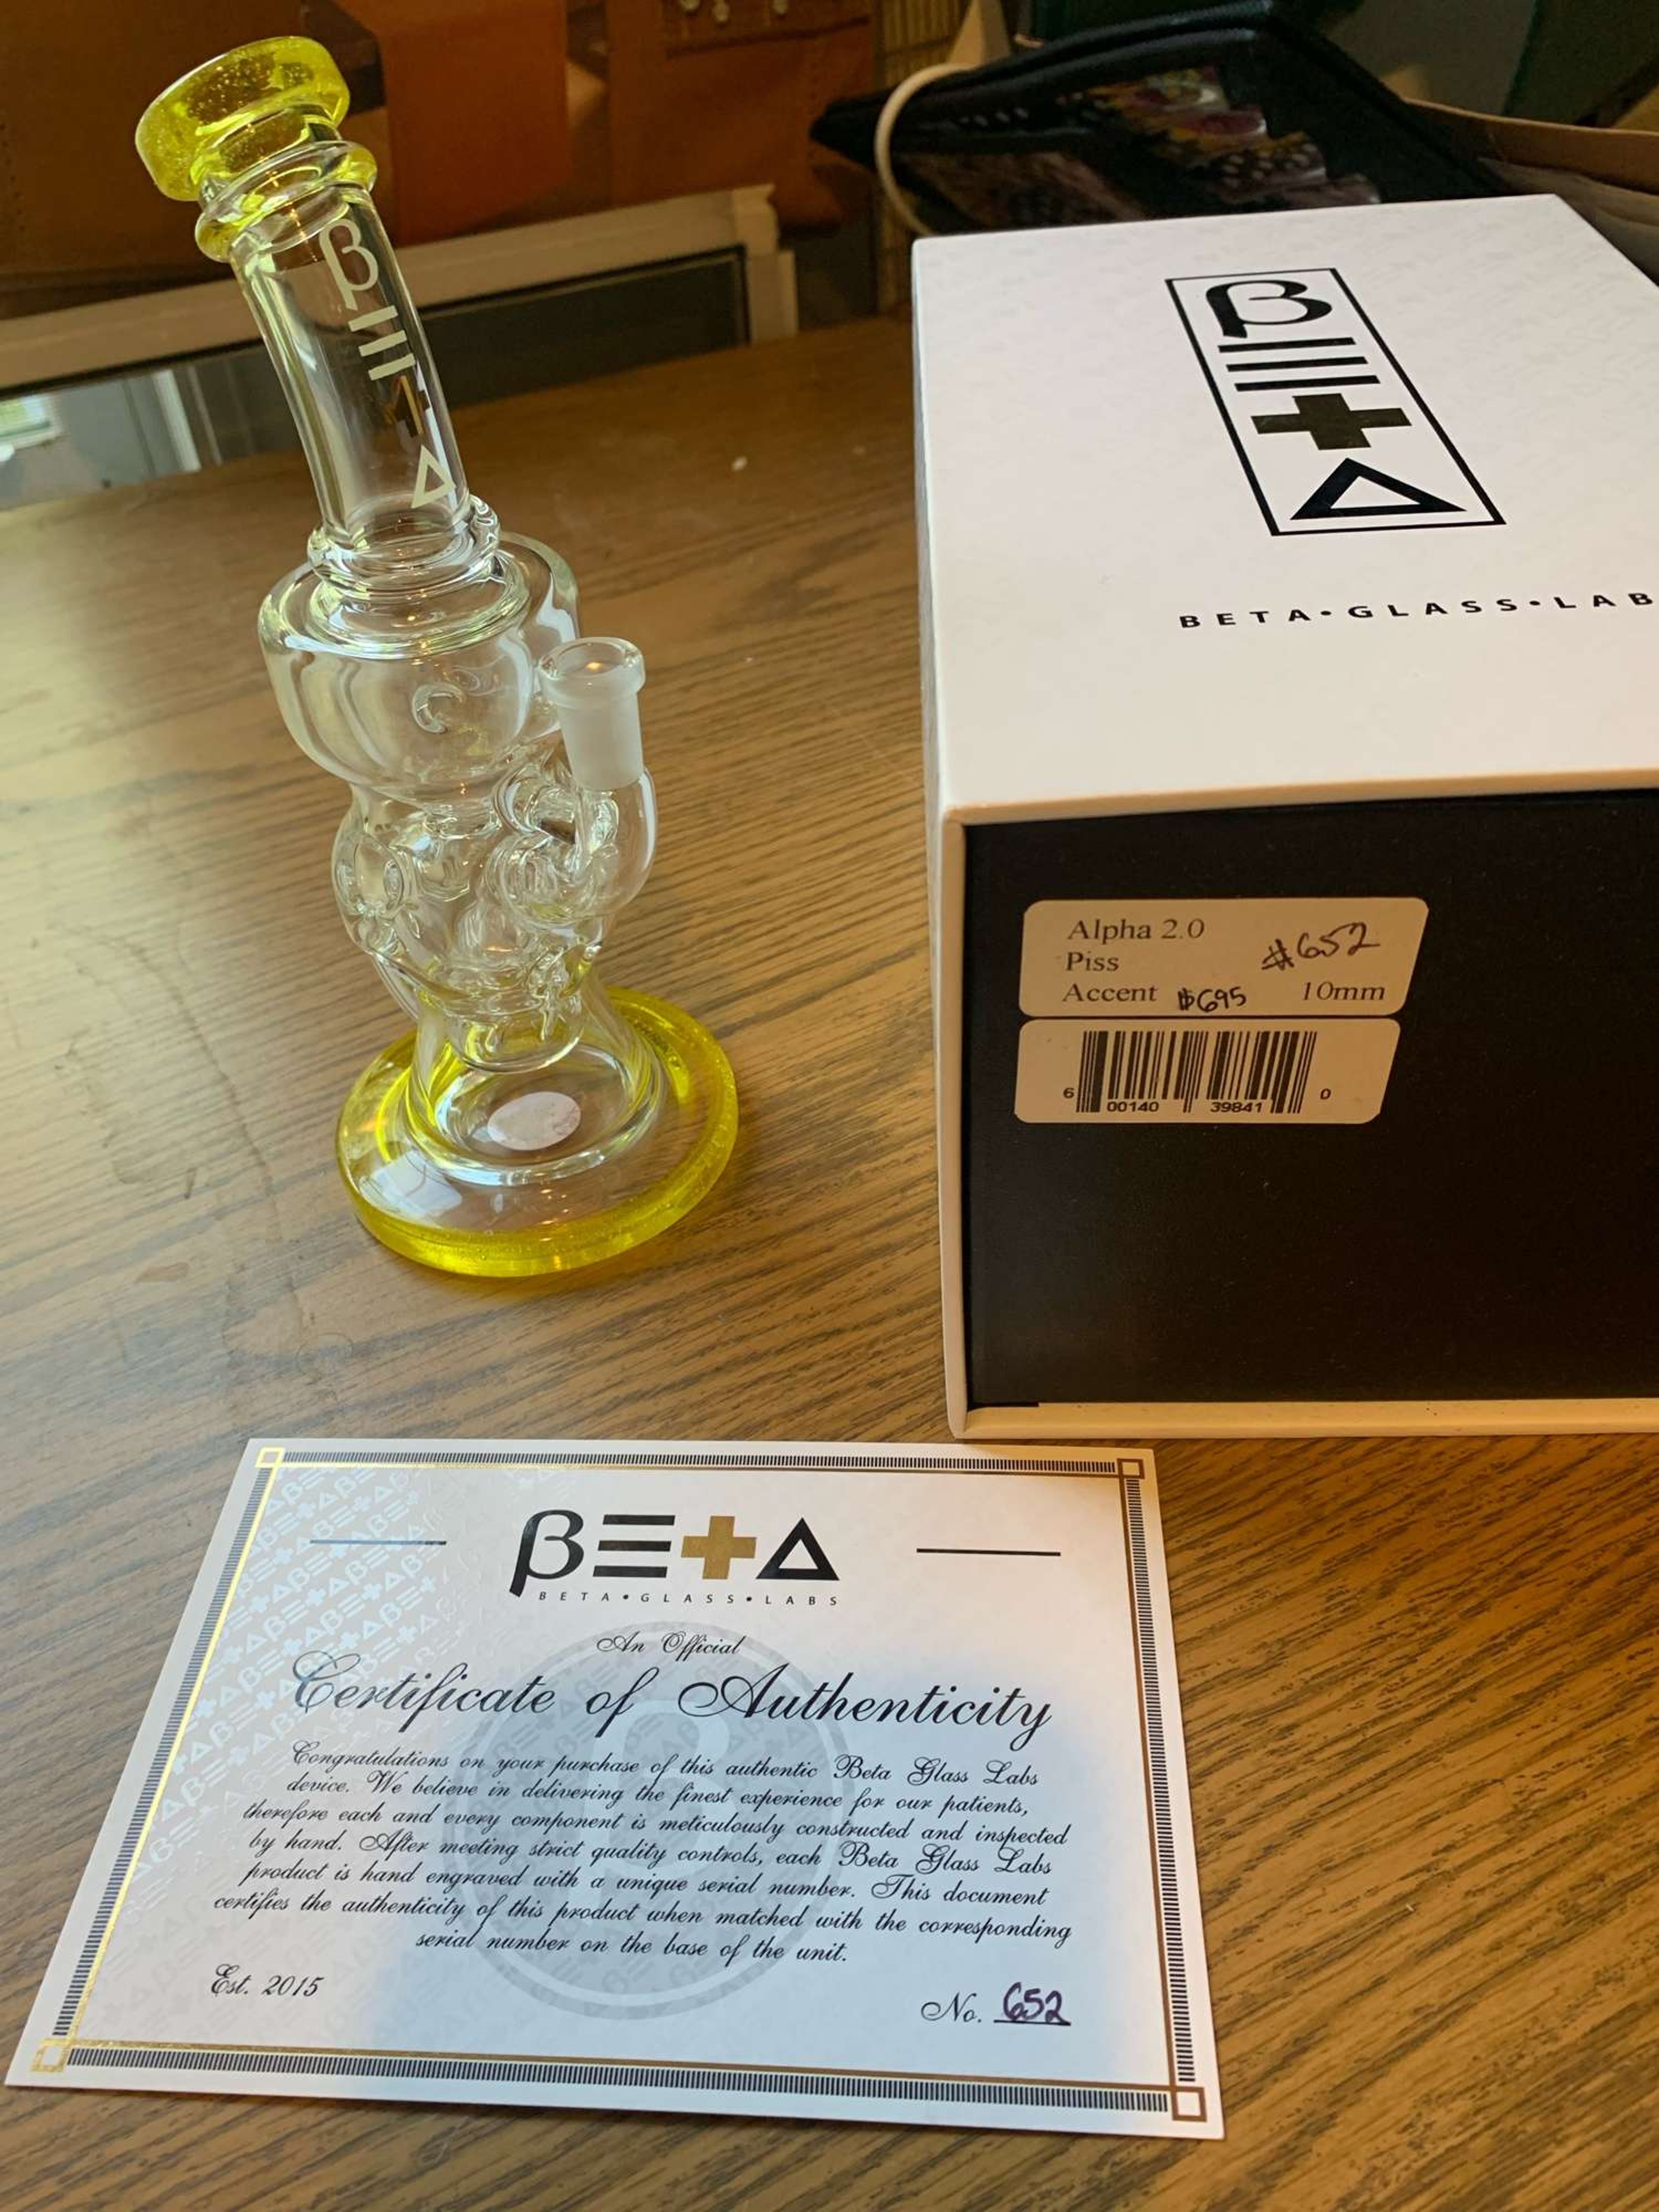 β☰+Δ
β☰+Δ
BETA•GLASS•LAB
Alpha 2.0
#652
Piss
Accent $695 10mm
6 00140 39841 0
β☰+Δ
BETA•GLASS•LABS
An Official
Certificate of Authenticity
Congratulations on your purchase of this authentic Beta Glass Labs
device. We believe in delivering the finest experience for our patients,
therefore each and every component is meticulously constructed and inspected
by hand. After meeting strict quality controls, each Beta Glass Labs
product is hand engraved with a unique serial number. This document
certifies the authenticity of this product when matched with the corresponding
serial number on the base of the unit.
Est. 2015
No. 652